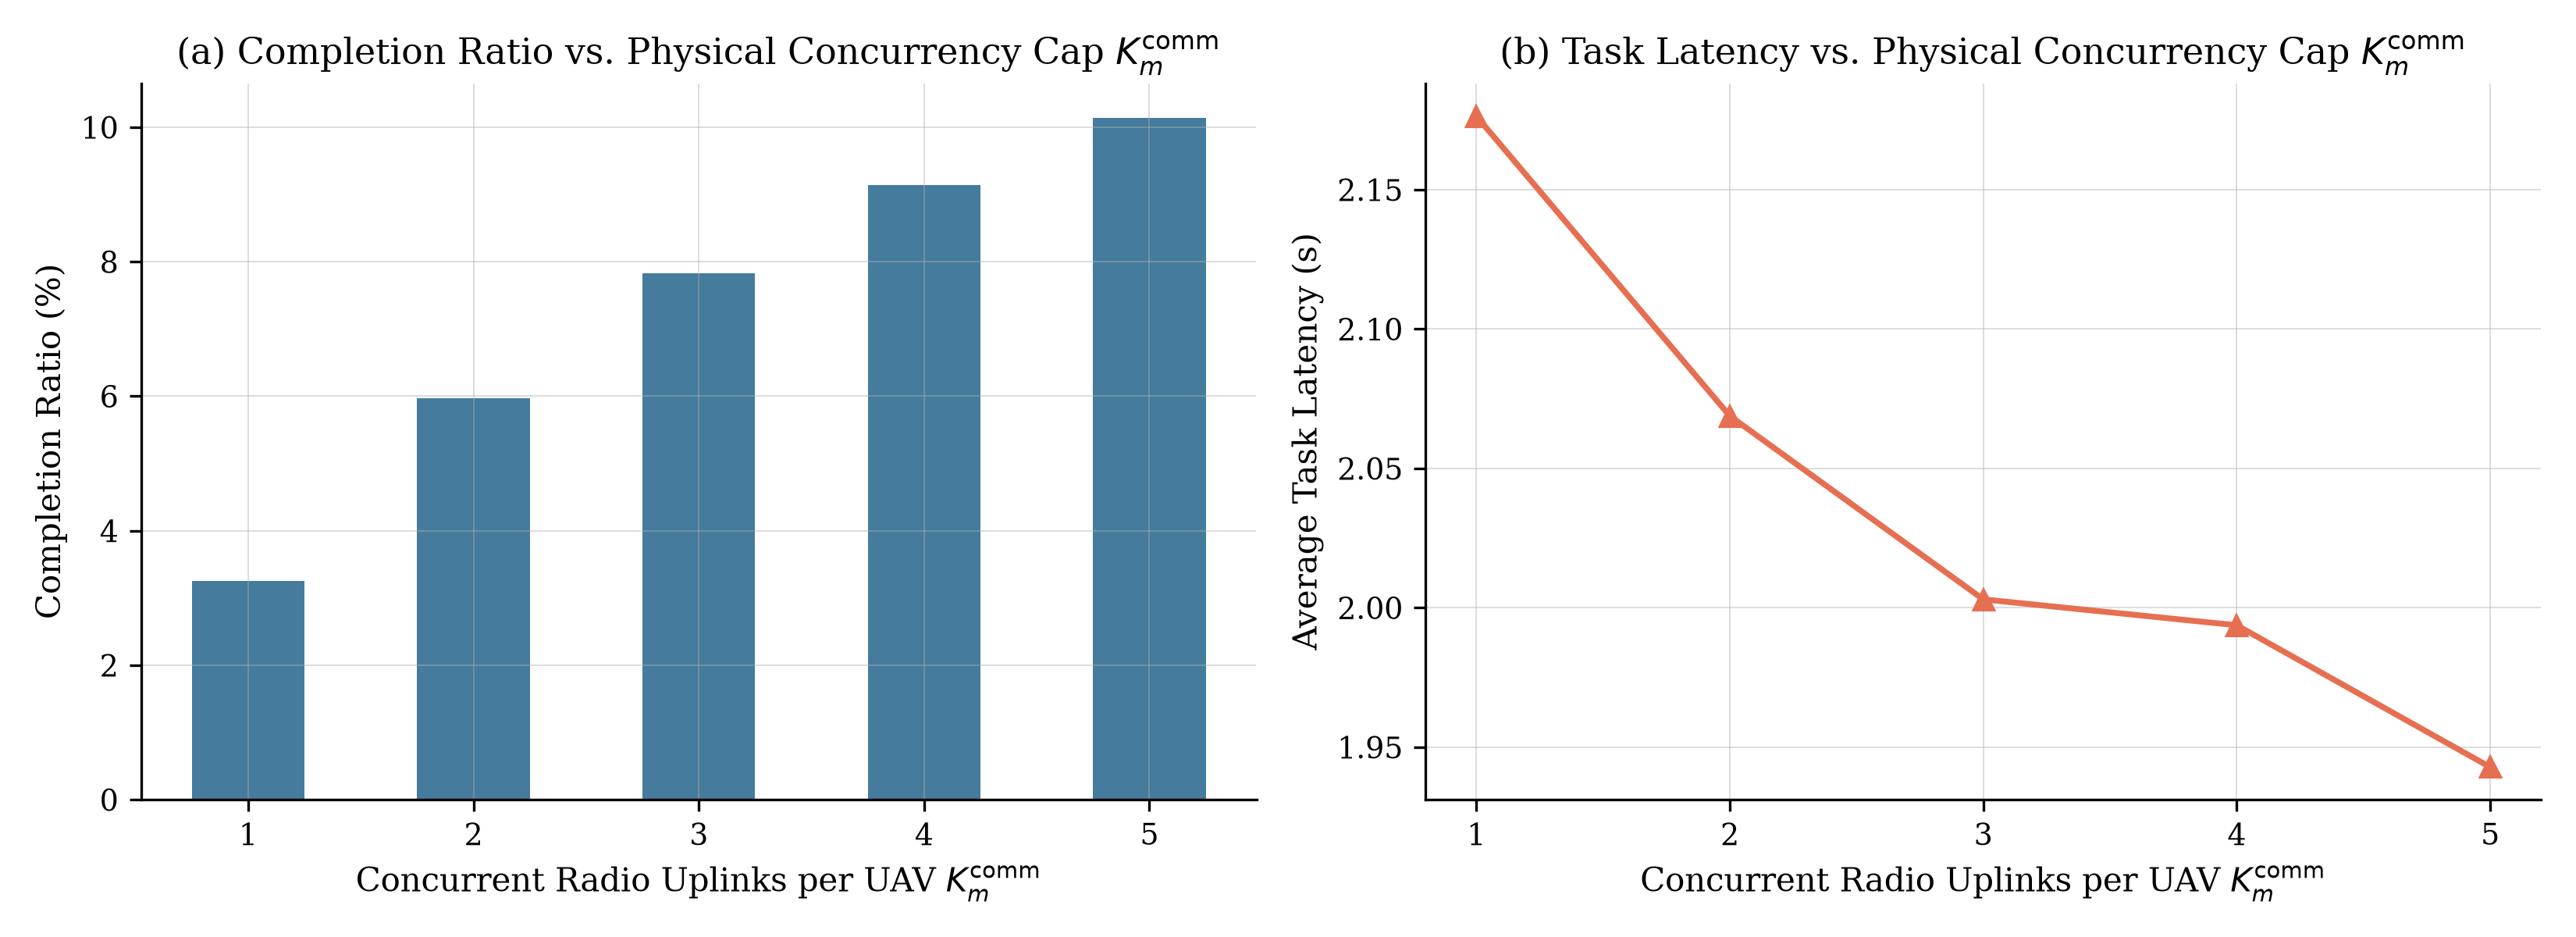 (a) Completion Ratio vs. Physical Concurrency Cap K_m^comm
Completion Ratio (%)
10
8
6
4
2
0
1 2 3 4 5
Concurrent Radio Uplinks per UAV K_m^comm
(b) Task Latency vs. Physical Concurrency Cap K_m^comm
Average Task Latency (s)
2.15
2.10
2.05
2.00
1.95
1 2 3 4 5
Concurrent Radio Uplinks per UAV K_m^comm